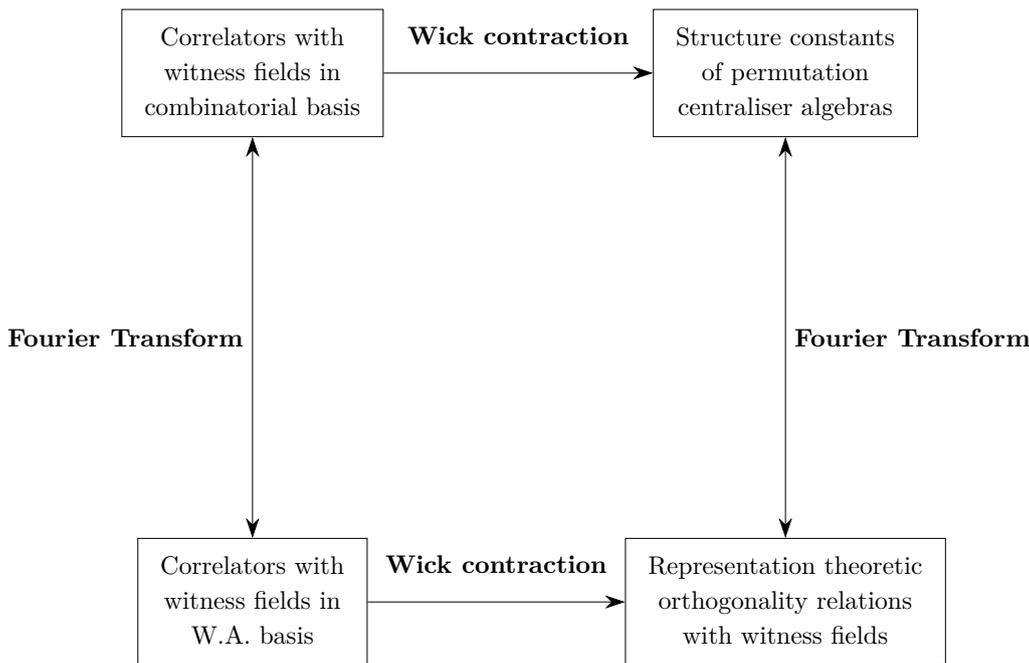 Correlators with
witness fields in
combinatorial basis
Wick contraction
Structure constants
of permutation
centraliser algebras
Fourier Transform
Fourier Transform
Correlators with
witness fields in
W.A. basis
Wick contraction
Representation theoretic
orthogonality relations
with witness fields